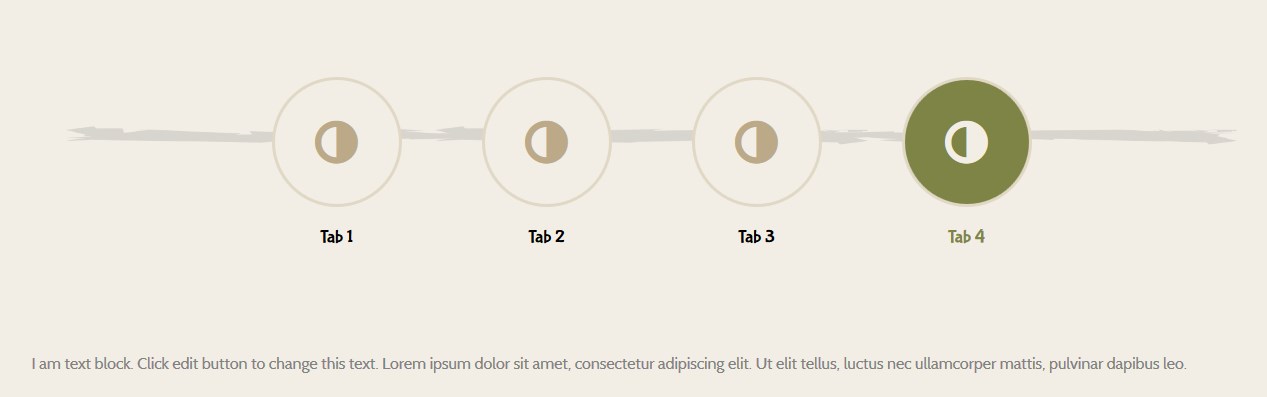 Tab 1
Tab 2
Tab 3
Tab 4
I am text block. Click edit button to change this text. Lorem ipsum dolor sit amet, consectetur adipiscing elit. Ut elit tellus, luctus nec ullamcorper mattis, pulvinar dapibus leo.